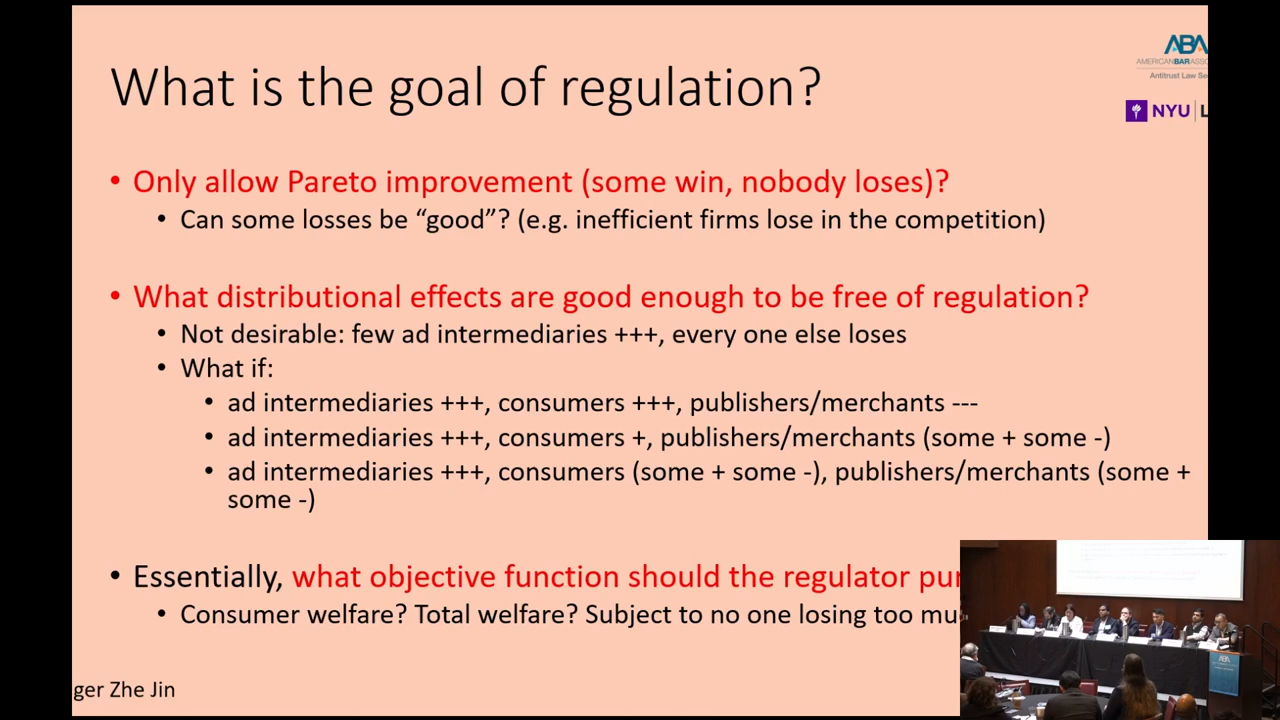 What is the goal of regulation?
ABA
AMERICANBARASSO
Antitrust Law Se
NYU
• Only allow Pareto improvement (some win, nobody loses)?
• Can some losses be “good”? (e.g. inefficient firms lose in the competition)
• What distributional effects are good enough to be free of regulation?
• Not desirable: few ad intermediaries +++, every one else loses
• What if:
• ad intermediaries +++, consumers +++, publishers/merchants ---
• ad intermediaries +++, consumers +, publishers/merchants (some + some -)
• ad intermediaries +++, consumers (some + some -), publishers/merchants (some +
some -)
• Essentially, what objective function should the regulator pur
• Consumer welfare? Total welfare? Subject to no one losing too mu
ger Zhe Jin
ABA